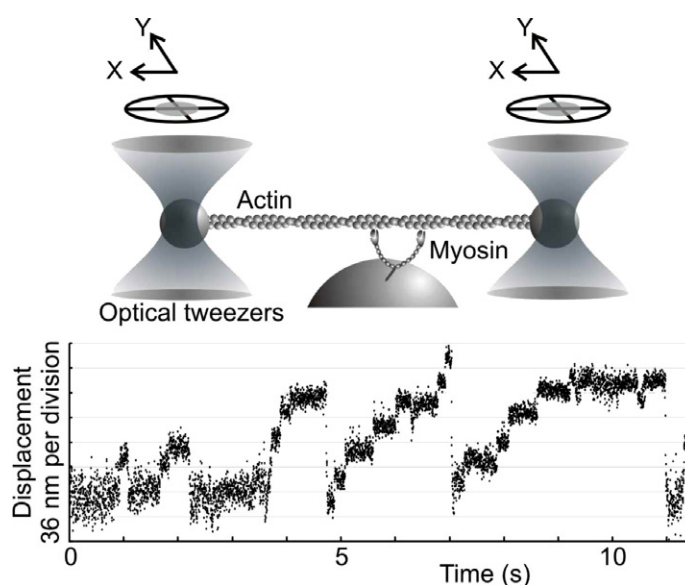 Y
X
Y
X
Actin
Myosin
Optical tweezers
Displacement
36 nm per division
0
5
10
Time (s)